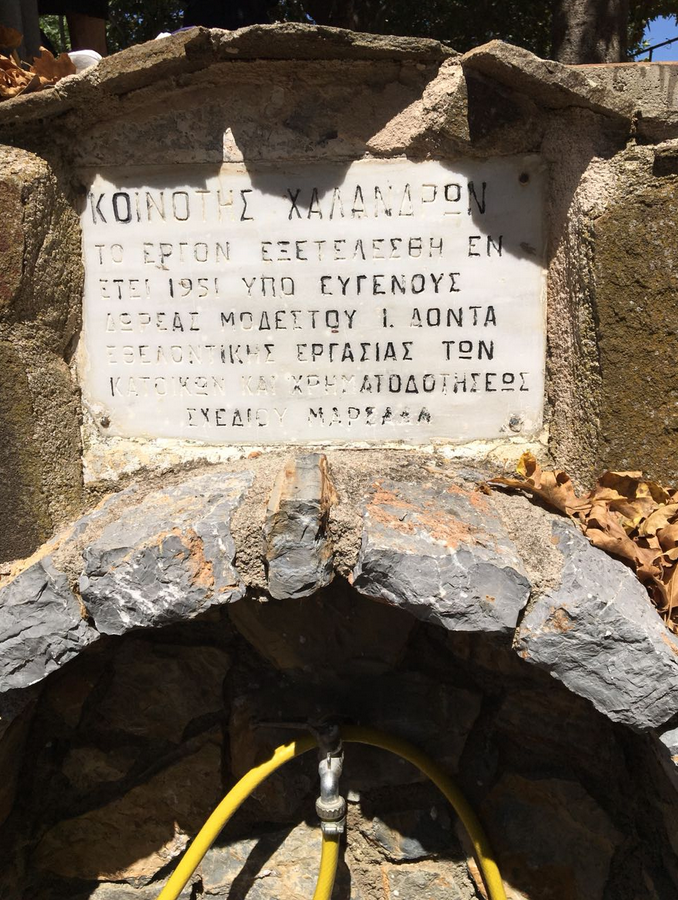 ΚΟΙΝΟΤΗΣ ΧΑΛΑΝΔΡΩΝ
ΤΟ ΕΡΓΟΝ ΕΞΕΤΕΛΕΣΘΗ ΕΝ
ΕΤΕΙ 1951 ΥΠΟ ΕΥΓΕΝΟΥΣ
ΔΩΡΕΑΣ ΜΟΔΕΣΤΟΥ Ι. ΔΟΝΤΑ
ΕΘΕΛΟΝΤΙΚΗΣ ΕΡΓΑΣΙΑΣ ΤΩΝ
ΚΑΤΟΙΚΩΝ ΚΑΙ ΧΡΗΜΑΤΟΔΟΤΗΣΕΩΣ
ΣΧΕΔΙΟΥ ΜΑΡΣΑΛΛ